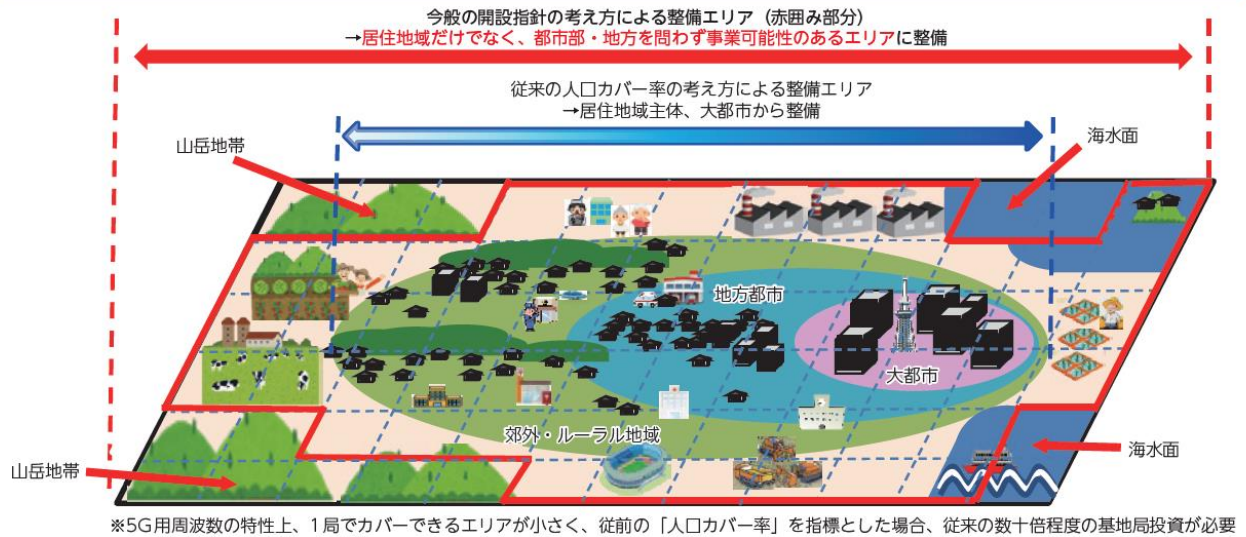 今般の開設指針の考え方による整備エリア（赤囲み部分）
→居住地域だけでなく、都市部・地方を問わず事業可能性のあるエリアに整備
従来の人口カバー率の考え方による整備エリア
→居住地域主体、大都市から整備
山岳地帯
海水面
地方都市
大都市
郊外・ルーラル地域
山岳地帯
海水面
※5G用周波数の特性上、1局でカバーできるエリアが小さく、従前の「人口カバー率」を指標とした場合、従来の数十倍程度の基地局投資が必要